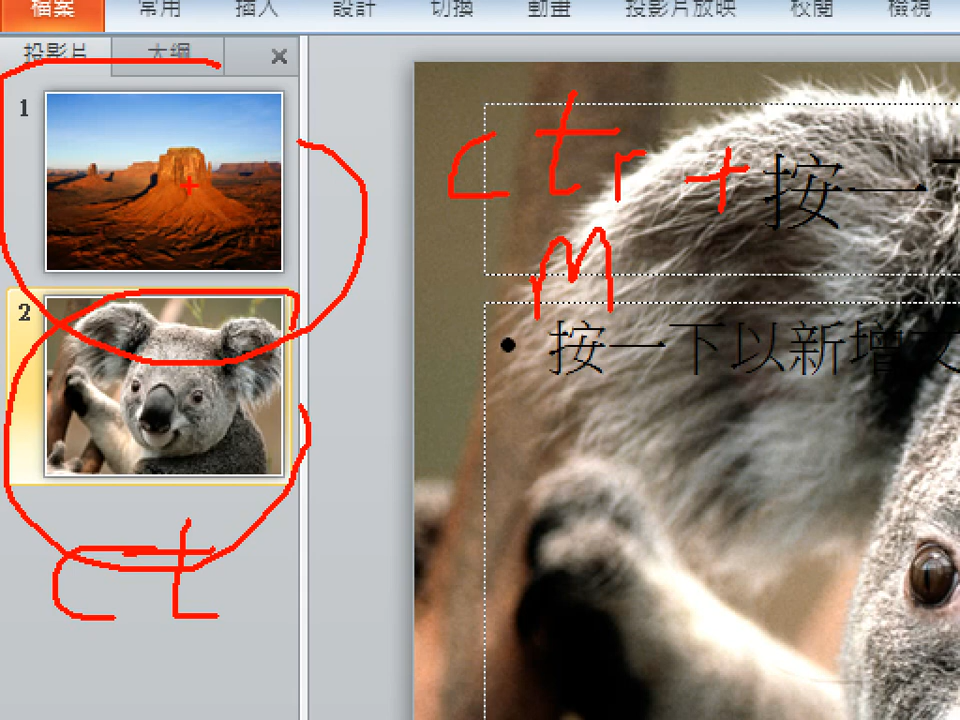 檔案 常用 插入 設計 切換 動畫 投影片放映 校閱 檢視
投影片 大綱
1
2
ctr + 按一
m
• 按一下以新增文
ct